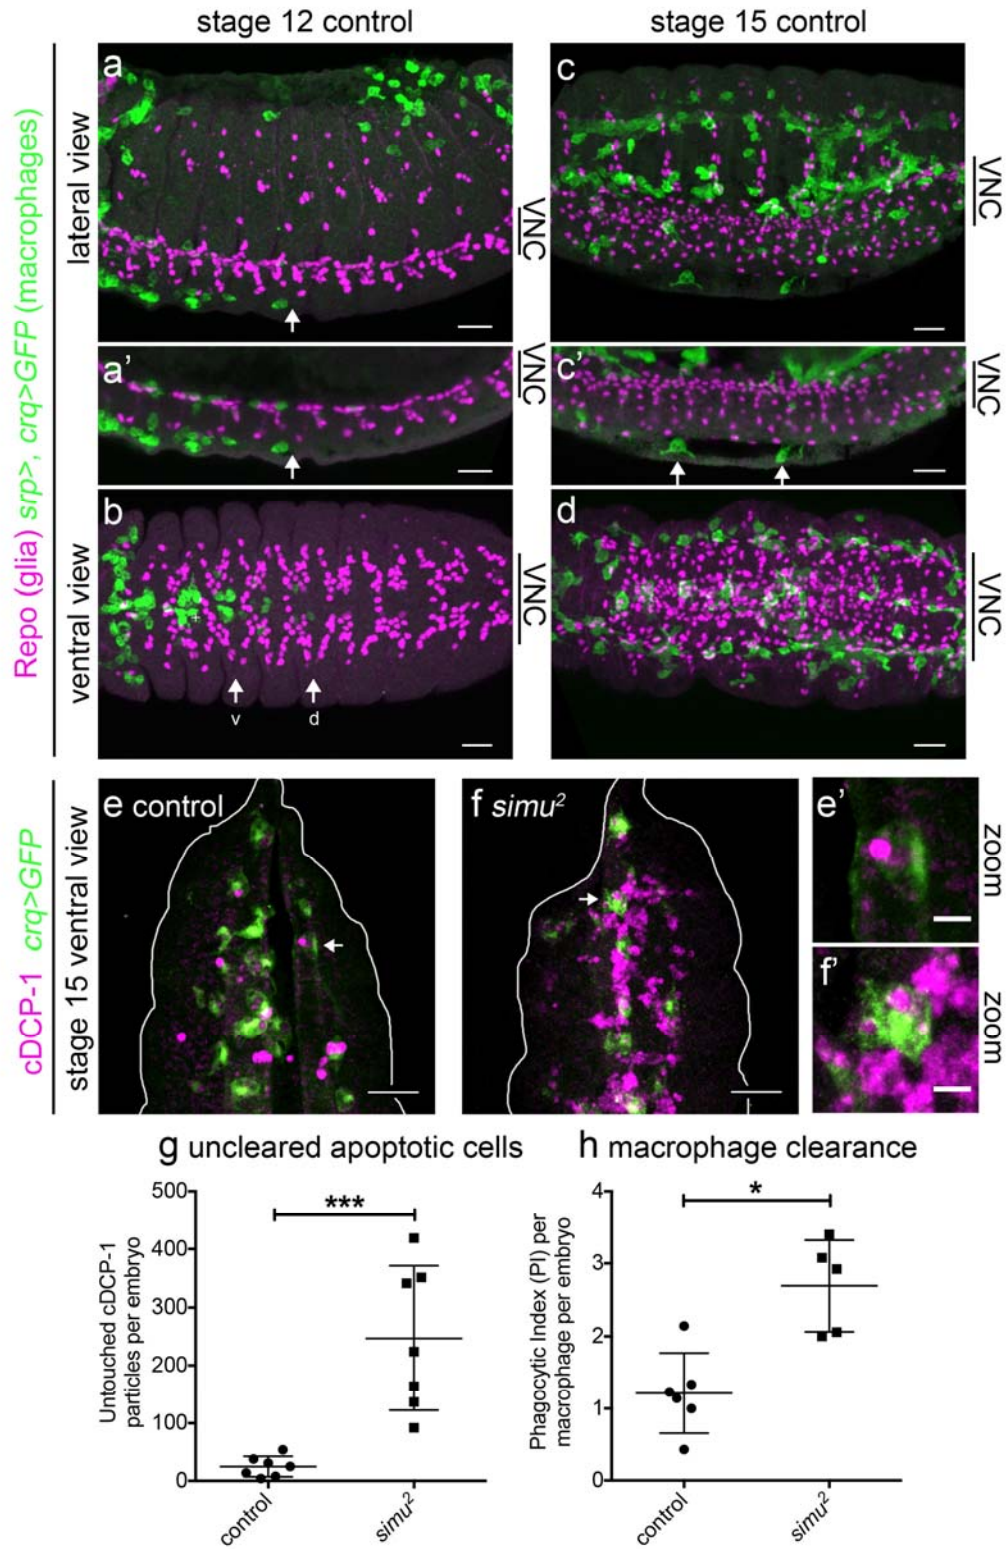 stage 12 control
stage 15 control
Repo (glia) srp>, crq>GFP (macrophages)
lateral view
a
VNC
c
VNC
a’
VNC
c’
VNC
ventral view
b
v
d
VNC
d
VNC
cDCP-1 crq>GFP
stage 15 ventral view
e control
f simu²
e’
zoom
f’
zoom
g uncleared apoptotic cells
Untouched cDCP-1
particles per embryo
500
400
300
200
100
0
***
control
simu²
h macrophage clearance
Phagocytic Index (PI) per
macrophage per embryo
4
3
2
1
0
*
control
simu²